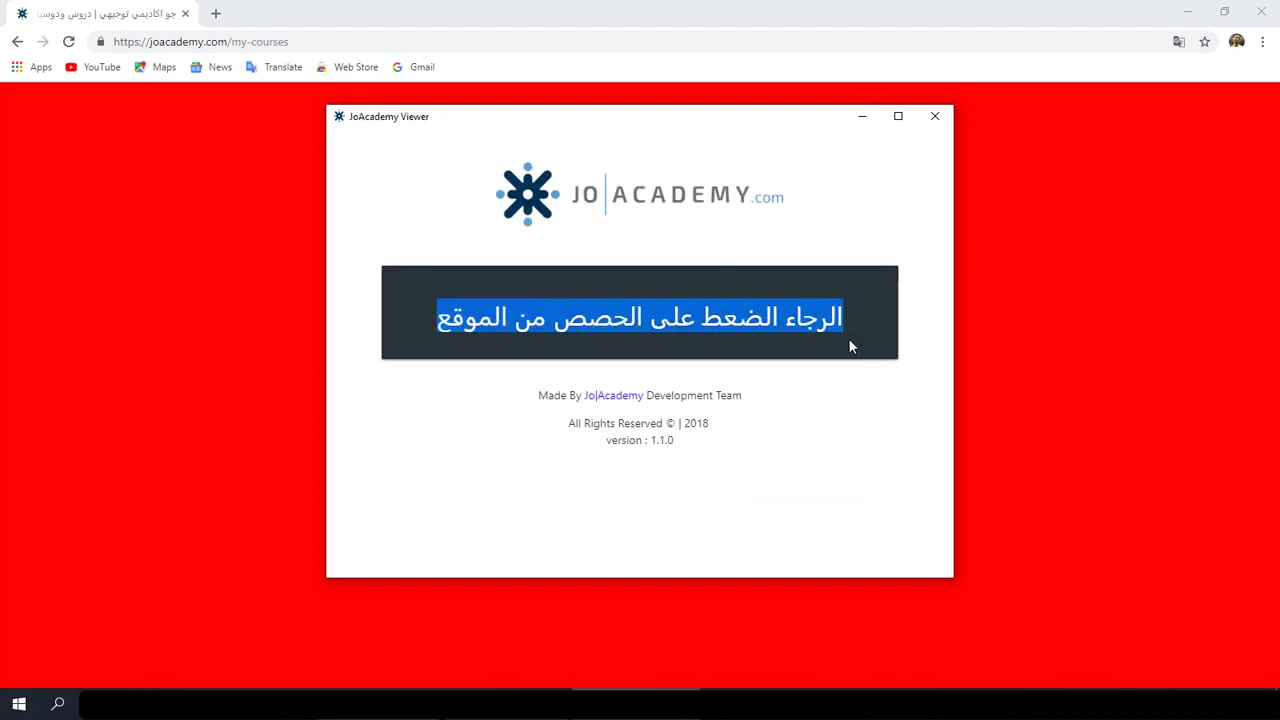 جو اكاديمي توجيهي | دروس ودوسيا
https://joacademy.com/my-courses
Apps YouTube Maps News Translate Web Store Gmail
JoAcademy Viewer
JO|ACADEMY.com
الرجاء الضعط على الحصص من الموقع
Made By Jo|Academy Development Team
All Rights Reserved © | 2018
version : 1.1.0